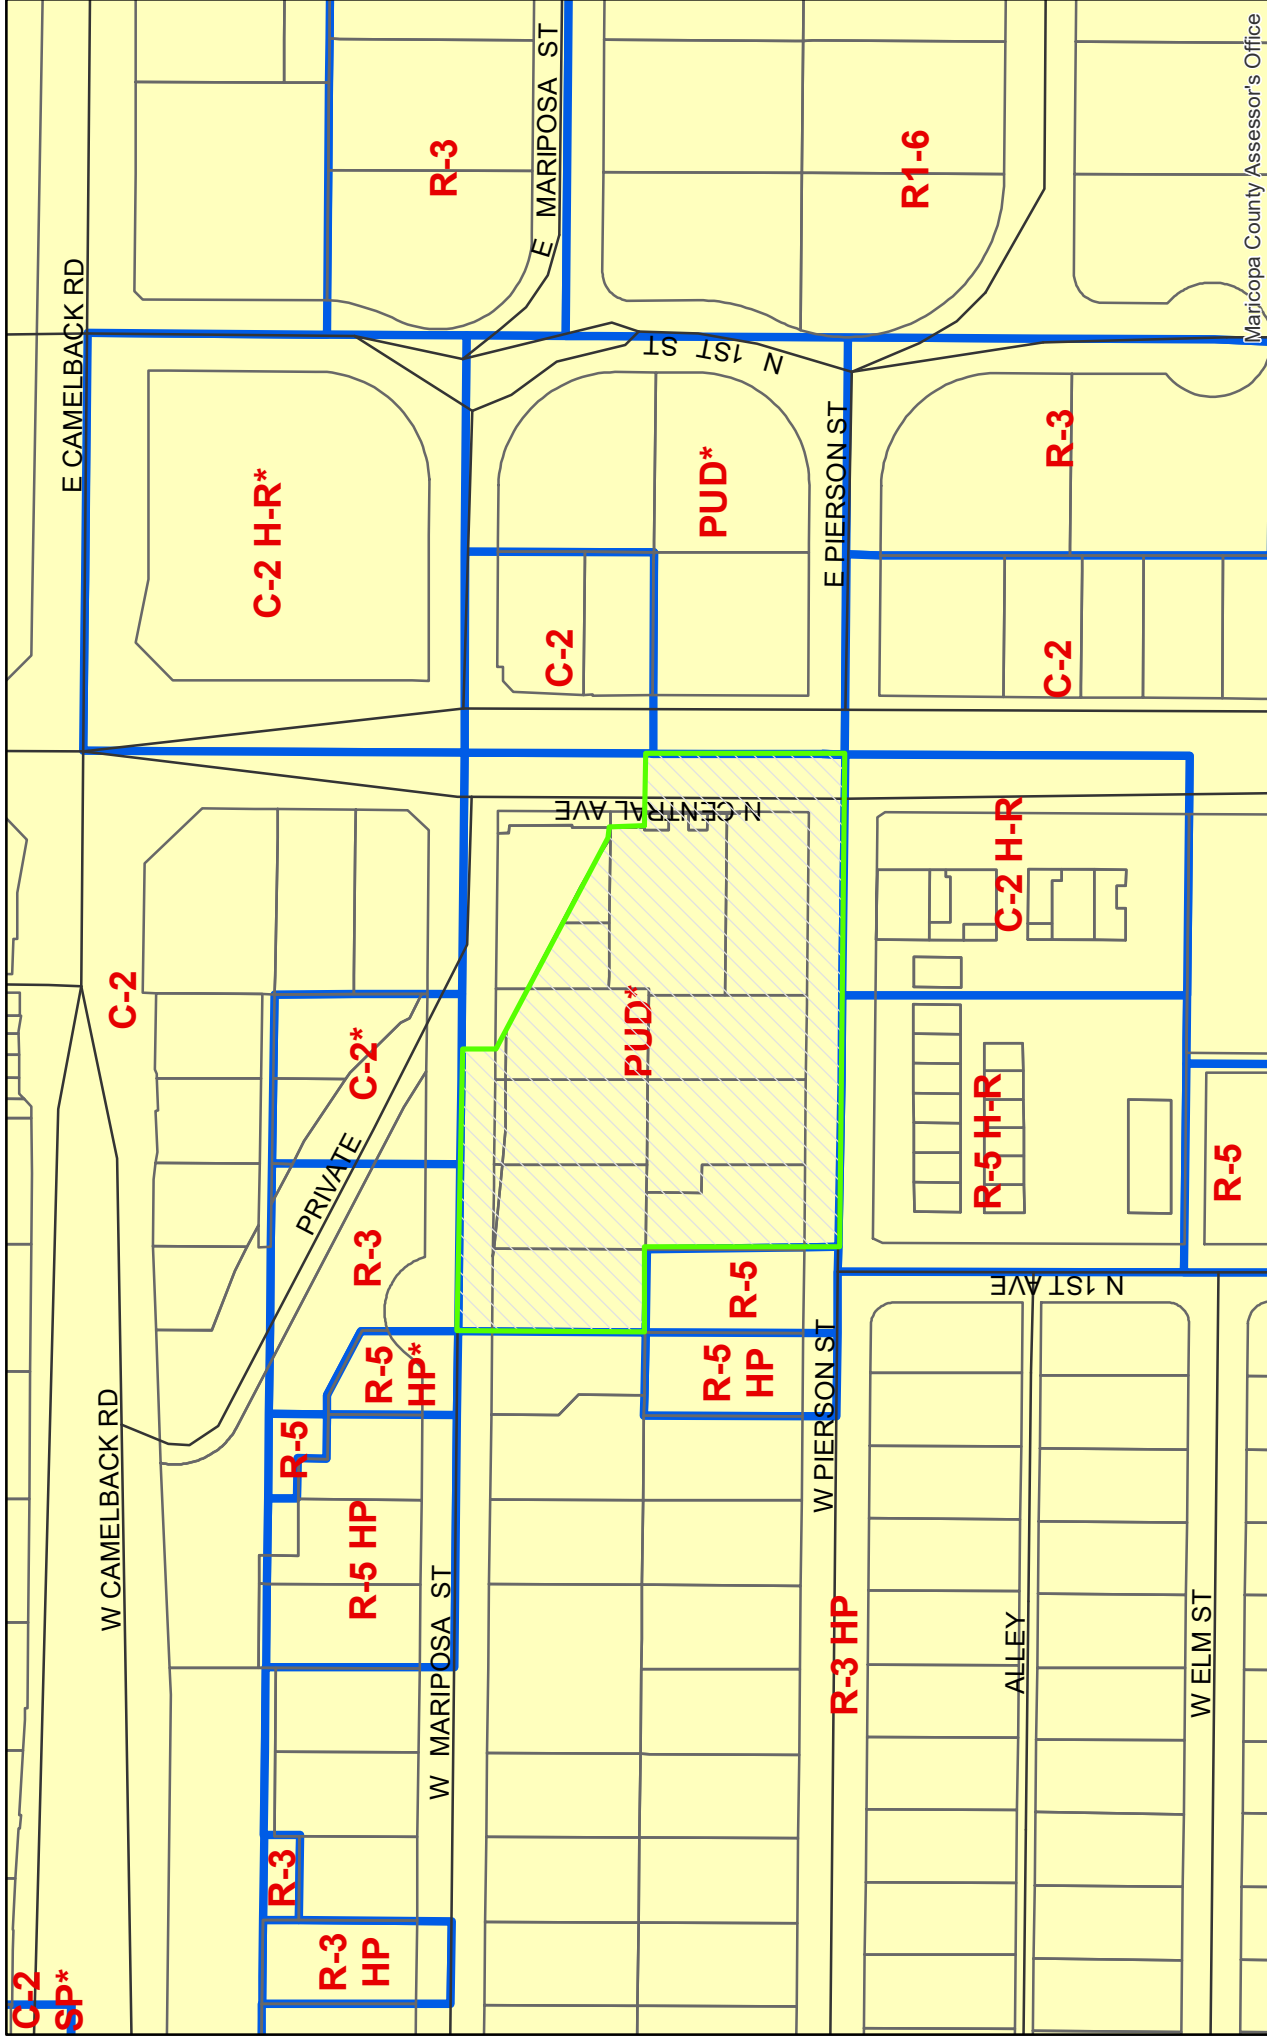 C-2
SP*
W CAMELBACK RD
E CAMELBACK RD
R-3
HP
R-3
R-5 HP
R-5
R-5
HP*
R-3
PRIVATE
C-2*
C-2
C-2 H-R*
R-3
W MARIPOSA ST
E MARIPOSA ST
E
N 1ST ST
C-2
PUD*
N CENTRAL AVE
PUD*
R-5
R-5
HP
W PIERSON ST
E PIERSON ST
R-3 HP
R1-6
R-3
C-2
C-2 H-R
R-5 H-R
R-5
N 1ST AVE
ALLEY
W ELM ST
Maricopa County Assessor's Office